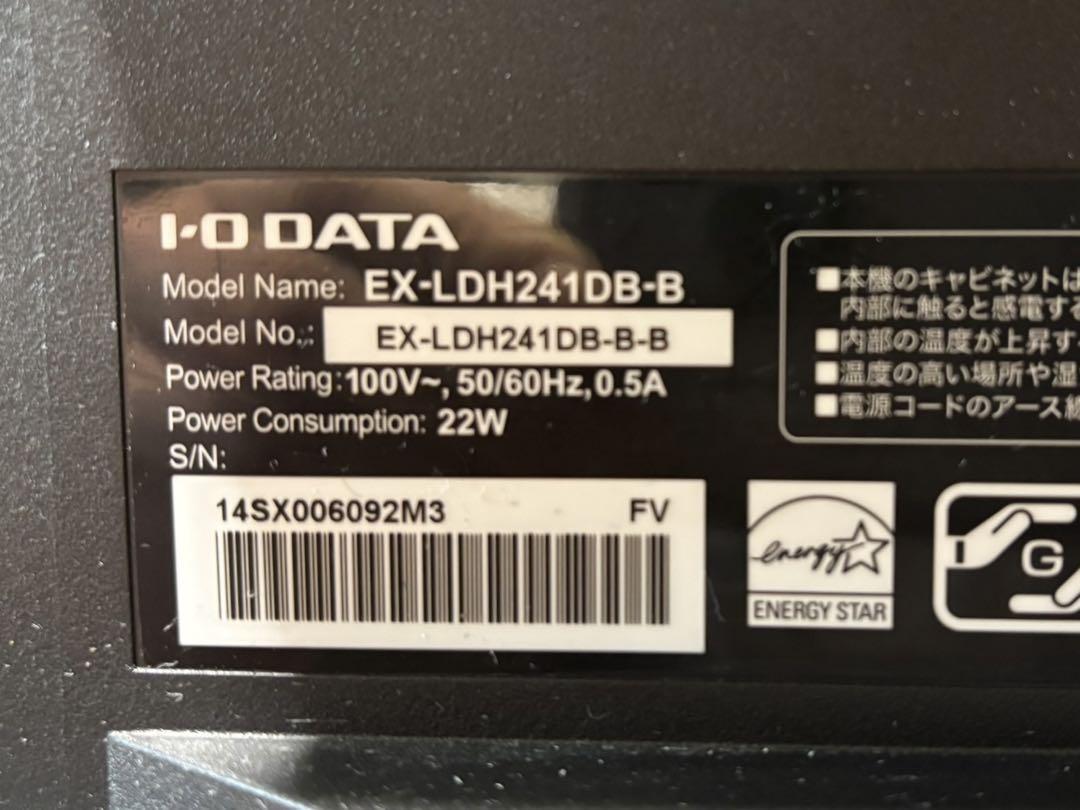 I-O DATA
Model Name: EX-LDH241DB-B
Model No.: EX-LDH241DB-B-B
Power Rating: 100V~, 50/60Hz, 0.5A
Power Consumption: 22W
S/N:
14SX006092M3 FV
energy
ENERGY STAR
I G
■本機のキャビネットは
内部に触ると感電する
■内部の温度が上昇す
■温度の高い場所や湿
■電源コードのアース線